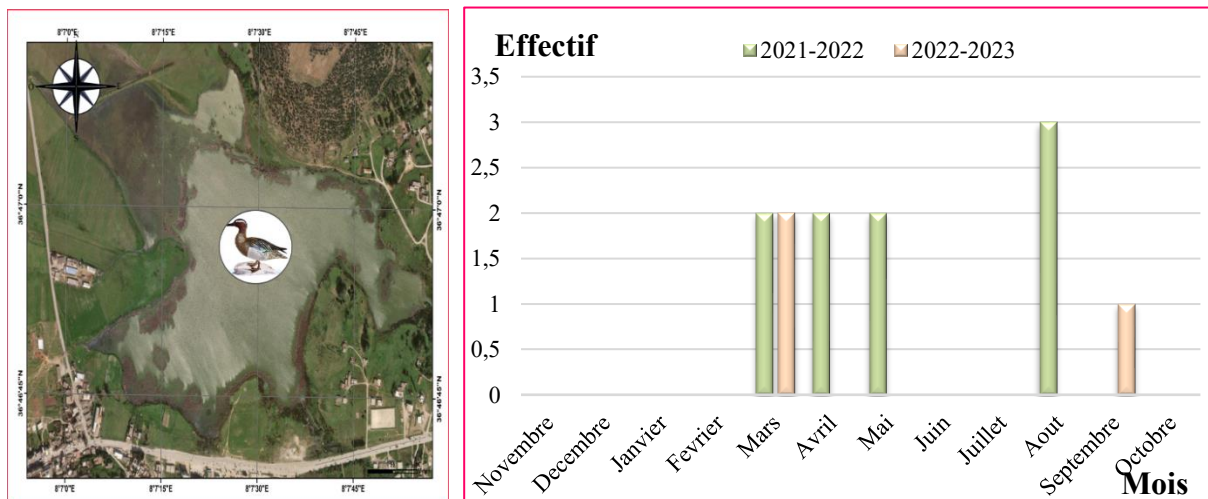 8°7'0"E 8°7'15"E 8°7'30"E 8°7'45"E
36°47'0"N 36°47'0"N
36°46'45"N 36°46'45"N
8°7'0"E 8°7'15"E 8°7'30"E 8°7'45"E
Effectif
2021-2022 2022-2023
3,5
3
2,5
2
1,5
1
0,5
0
Novembre
Decembre
Janvier
Fevrier
Mars
Avril
Mai
Juin
Juillet
Aout
Septembre
Octobre
Mois